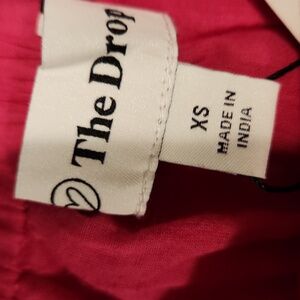 The Drop
XS
MADE IN
INDIA